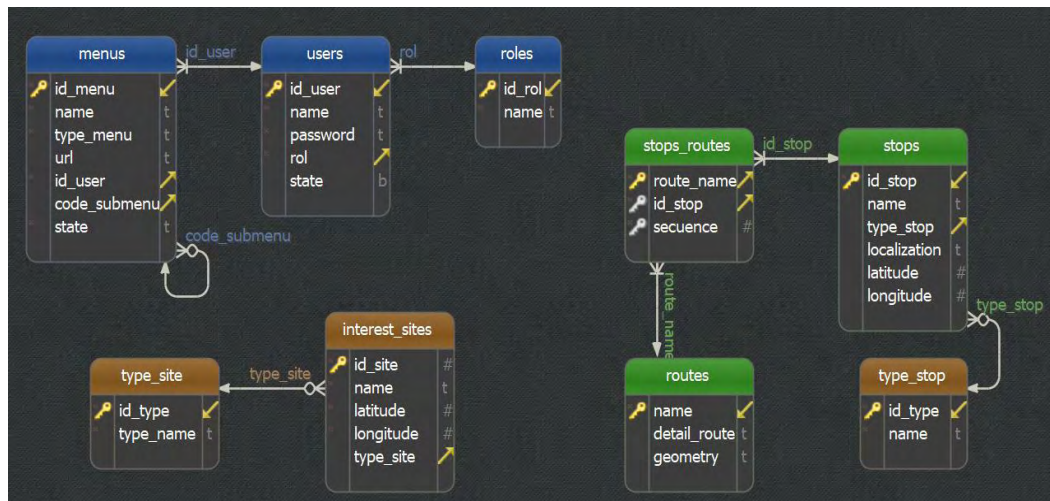 menus
id_menu
name t
type_menu t
url t
id_user
code_submenu
state t
id_user
code_submenu
users
id_user
name t
password t
rol
state b
rol
roles
id_rol
name t
stops_routes
route_name
id_stop
secuence #
id_stop
route_name
stops
id_stop
name t
type_stop
localization t
latitude #
longitude #
type_stop
type_site
id_type
type_name t
type_site
interest_sites
id_site #
name t
latitude #
longitude #
type_site
routes
name
detail_route t
geometry t
type_stop
id_type
name t